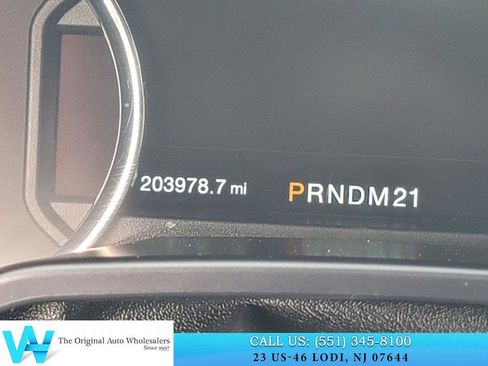 203978.7 mi PRNDM21
The Original Auto Wholesalers
Since 1997
CALL US: (551) 345-8100
23 US-46 LODI, NJ 07644